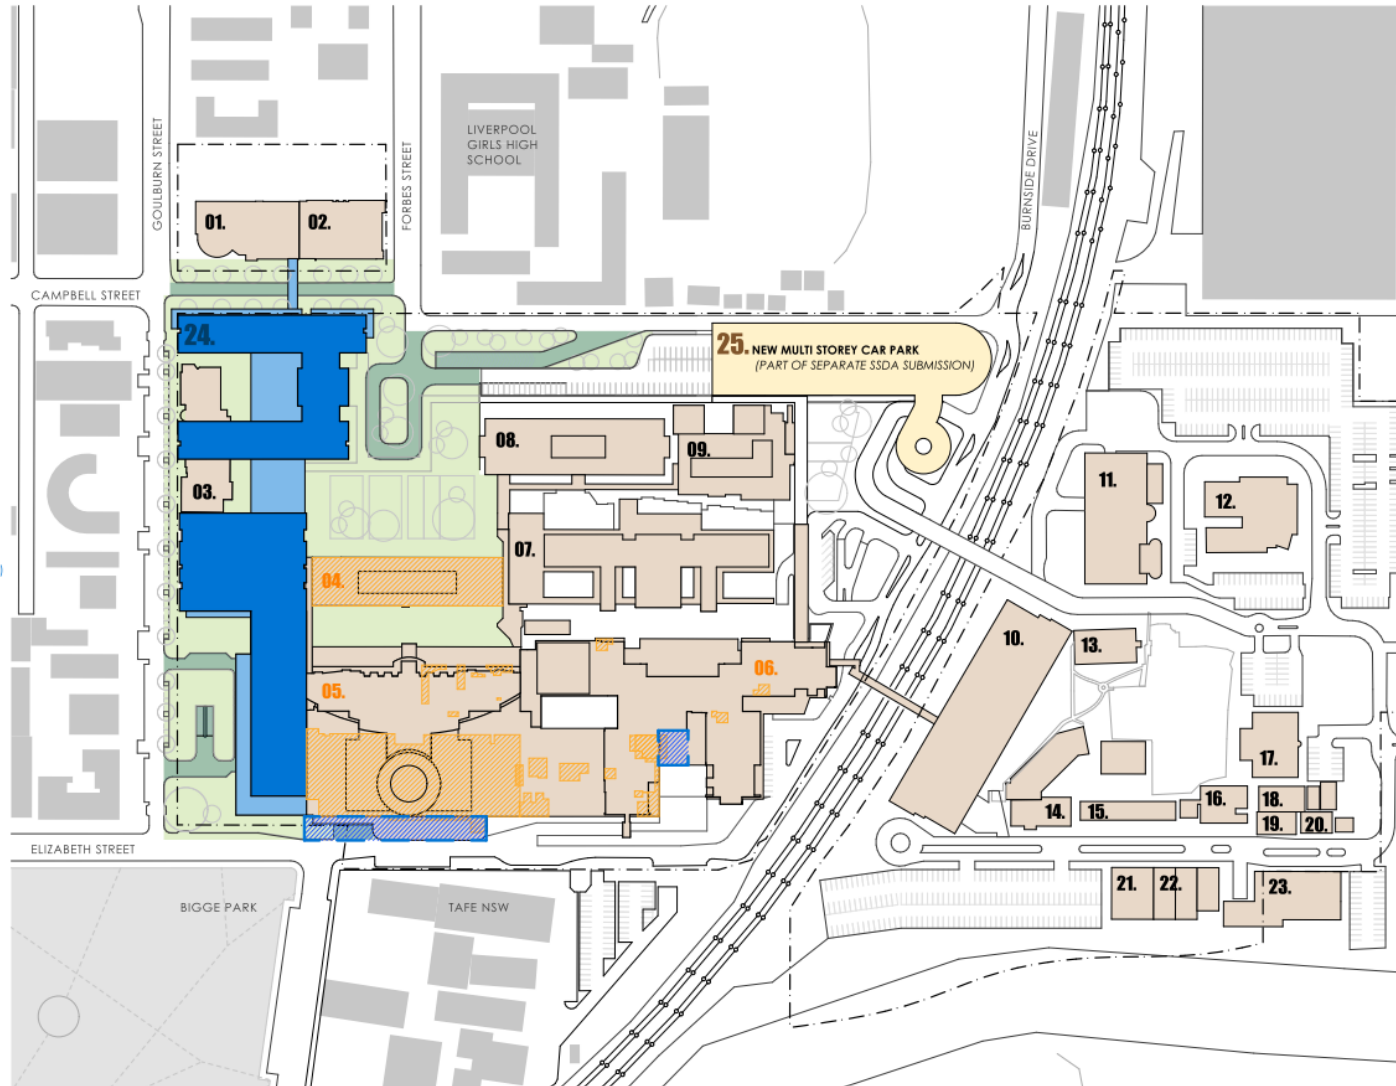 LIVERPOOL
GIRLS HIGH
SCHOOL
GOULBURN STREET
FORBES STREET
BURNSIDE DRIVE
01.
02.
CAMPBELL STREET
24.
25. NEW MULTI STOREY CAR PARK
(PART OF SEPARATE SSDA SUBMISSION)
08.
09.
03.
11.
12.
07.
04.
10.
13.
06.
05.
17.
14.
15.
16.
18.
19.
20.
ELIZABETH STREET
21.
22.
23.
BIGGE PARK
TAFE NSW